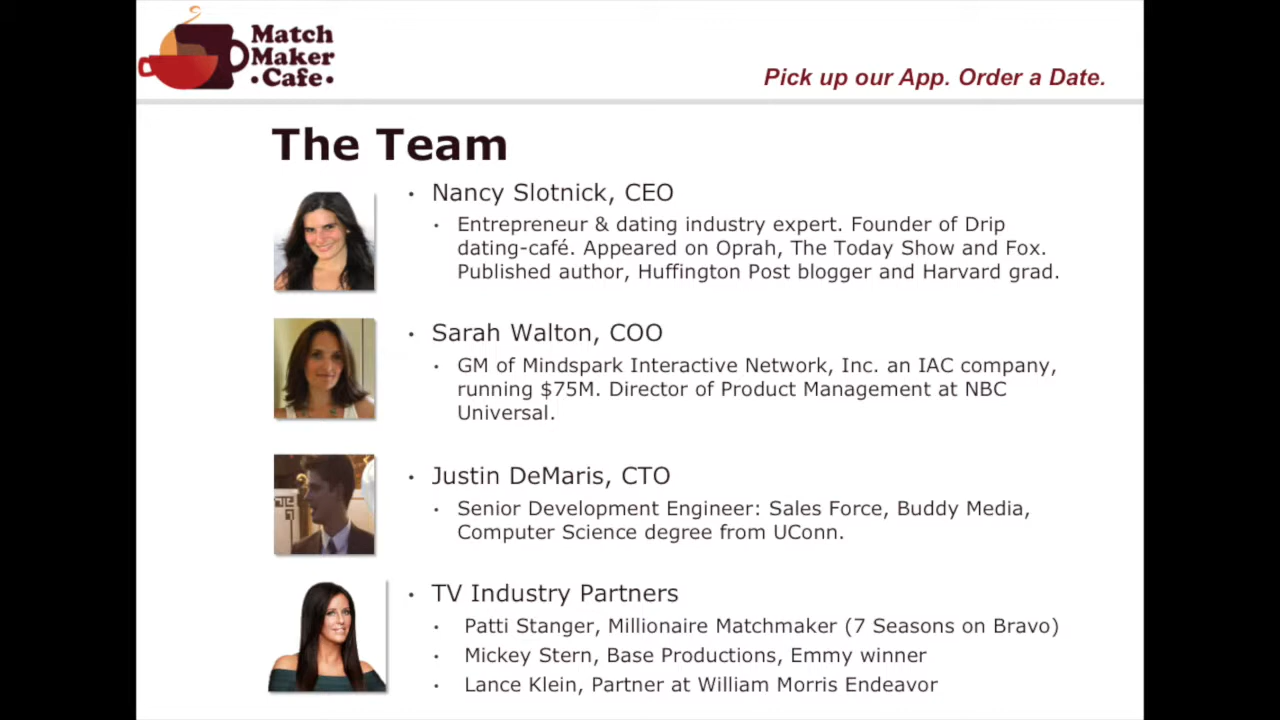 Match
Maker
•Cafe•
Pick up our App. Order a Date.
The Team
• Nancy Slotnick, CEO
• Entrepreneur & dating industry expert. Founder of Drip
dating-café. Appeared on Oprah, The Today Show and Fox.
Published author, Huffington Post blogger and Harvard grad.
• Sarah Walton, COO
• GM of Mindspark Interactive Network, Inc. an IAC company,
running $75M. Director of Product Management at NBC
Universal.
• Justin DeMaris, CTO
• Senior Development Engineer: Sales Force, Buddy Media,
Computer Science degree from UConn.
• TV Industry Partners
• Patti Stanger, Millionaire Matchmaker (7 Seasons on Bravo)
• Mickey Stern, Base Productions, Emmy winner
• Lance Klein, Partner at William Morris Endeavor